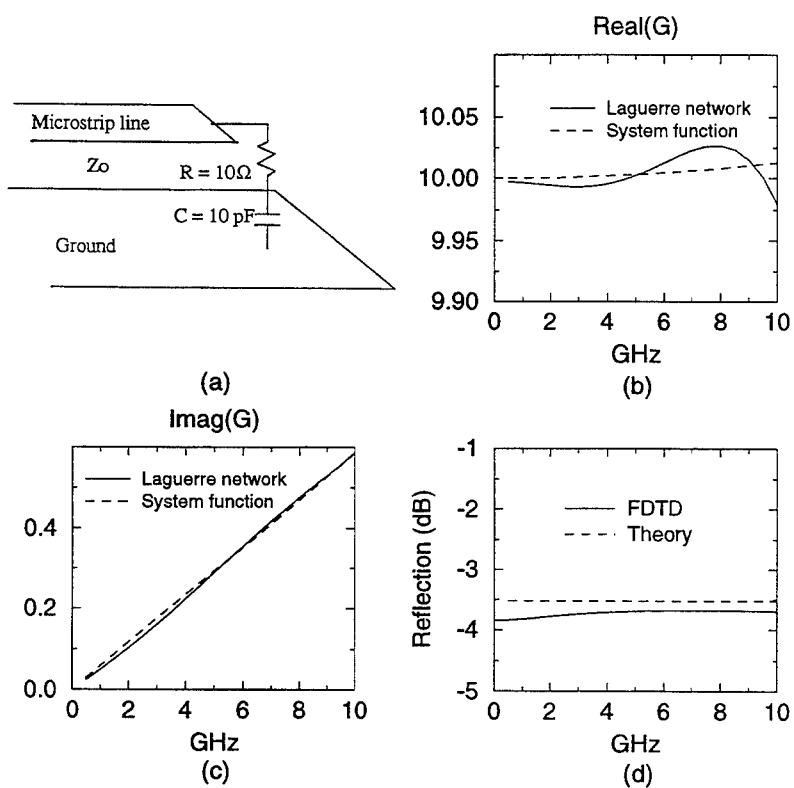 Microstrip line
Zo
R = 10Ω
C = 10 pF
Ground
(a)
Real(G)
Laguerre network
System function
10.05
10.00
9.95
9.90
0 2 4 6 8 10
GHz
(b)
Imag(G)
Laguerre network
System function
0.4
0.2
0.0
0 2 4 6 8 10
GHz
(c)
Reflection (dB)
FDTD
Theory
-1
-2
-3
-4
-5
0 2 4 6 8 10
GHz
(d)